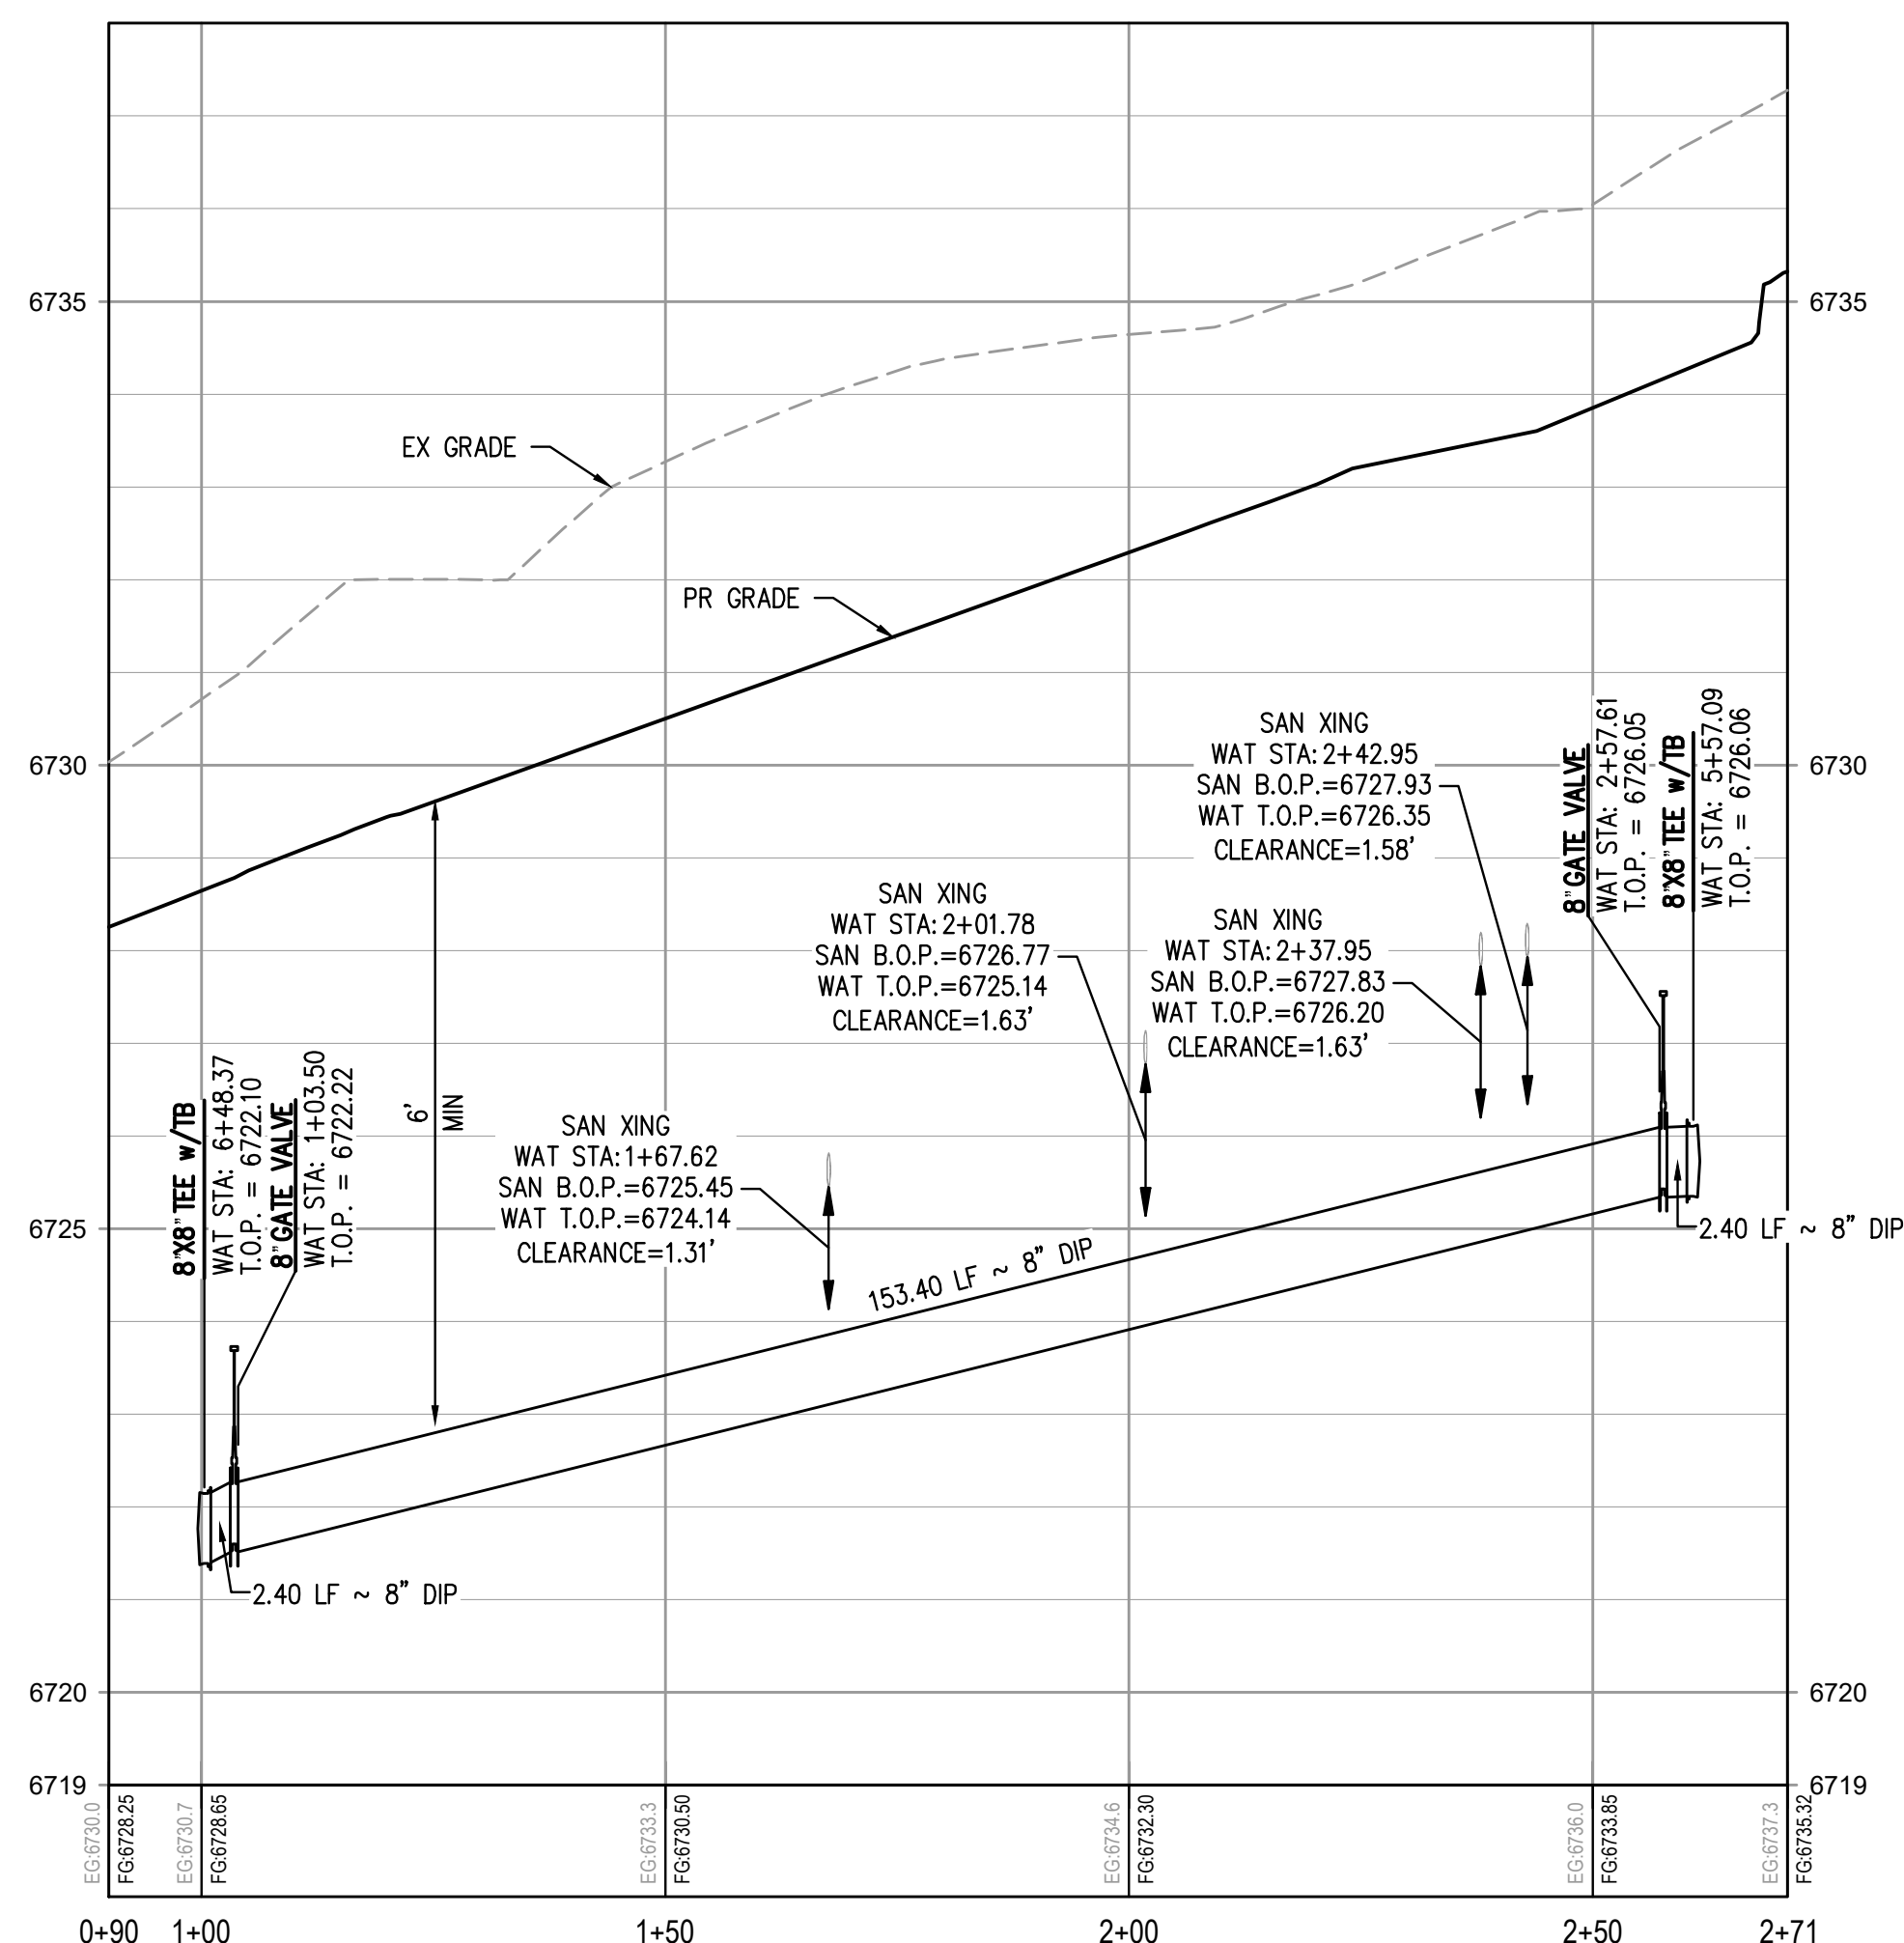 6735
6735
EX GRADE
PR GRADE
6730
6730
SAN XING
WAT STA:2+42.95
SAN B.O.P.=6727.93
WAT T.O.P.=6726.35
CLEARANCE=1.58'
8" GATE VALVE
WAT STA: 2+57.61
T.O.P. = 6726.05
8"X8" TEE w/TB
WAT STA: 5+57.09
T.O.P. = 6726.06
SAN XING
WAT STA:2+01.78
SAN B.O.P.=6726.77
WAT T.O.P.=6725.14
CLEARANCE=1.63'
SAN XING
WAT STA:2+37.95
SAN B.O.P.=6727.83
WAT T.O.P.=6726.20
CLEARANCE=1.63'
8"X8" TEE w/TB
WAT STA: 6+48.37
T.O.P. = 6722.10
8" GATE VALVE
WAT STA: 1+03.50
T.O.P. = 6722.22
6'
MIN
SAN XING
WAT STA:1+67.62
SAN B.O.P.=6725.45
WAT T.O.P.=6724.14
CLEARANCE=1.31'
6725
6725
153.40 LF ~ 8" DIP
2.40 LF ~ 8" DIP
2.40 LF ~ 8" DIP
6720
6720
6719
6719
EG:6730.0
FG:6728.25
EG:6730.7
FG:6728.65
EG:6733.3
FG:6730.50
EG:6734.6
FG:6732.30
EG:6736.0
FG:6733.85
EG:6737.3
FG:6735.32
0+90
1+00
1+50
2+00
2+50
2+71